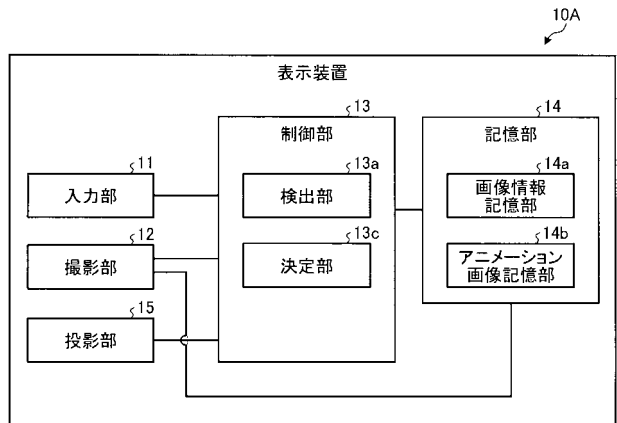 10A
表示装置
13
制御部
14
記憶部
11
入力部
13a
検出部
14a
画像情報
記憶部
12
撮影部
13c
決定部
14b
アニメーション
画像記憶部
15
投影部